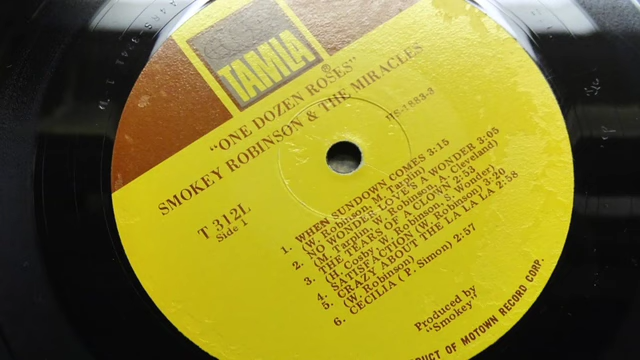 TAMLA
"ONE DOZEN ROSES"
SMOKEY ROBINSON & THE MIRACLES
T 312L
Side 1
1. WHEN SUNDOWN COMES 3:15
(W. Robinson, M. Tarplin)
2. NO WONDER LOVE'S A WONDER 3:05
(M. Tarplin, W. Robinson, A. Cleveland)
3. THE TEARS OF A CLOWN 2:53
(H. Cosby, W. Robinson, S. Wonder)
4. SATISFACTION (W. Robinson) 3:20
5. CRAZY ABOUT THE LA LA LA 2:58
(W. Robinson)
6. CECILIA (P. Simon) 2:57
Produced by
"Smokey"
OF MOTOWN RECORD CORP.